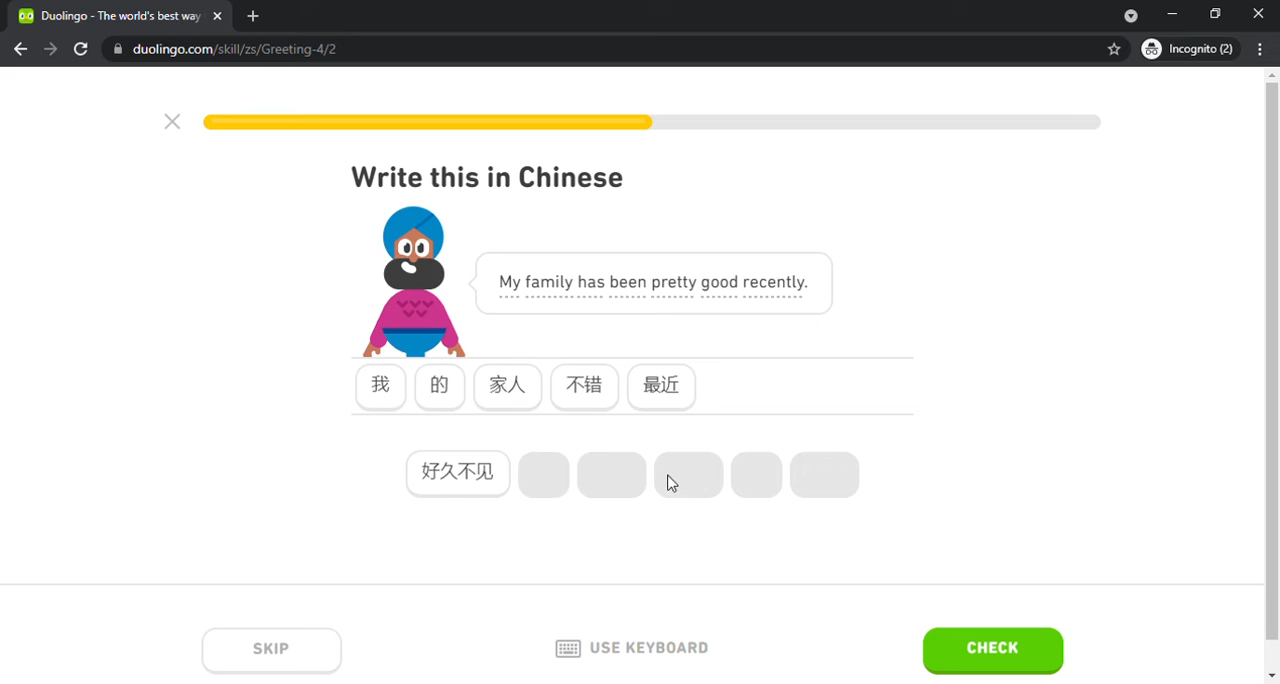 Duolingo - The world's best way
duolingo.com/skill/zs/Greeting-4/2
Incognito (2)
Write this in Chinese
My family has been pretty good recently.
我 的 家人 不错 最近
好久不见
SKIP
USE KEYBOARD
CHECK